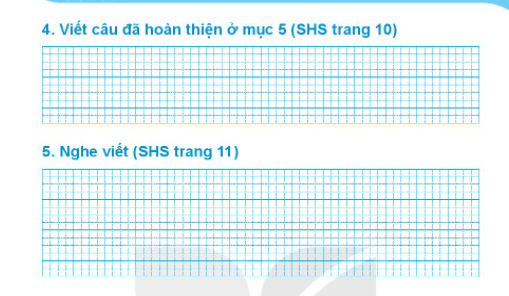 4. Viết câu đã hoàn thiện ở mục 5 (SHS trang 10)
5. Nghe viết (SHS trang 11)